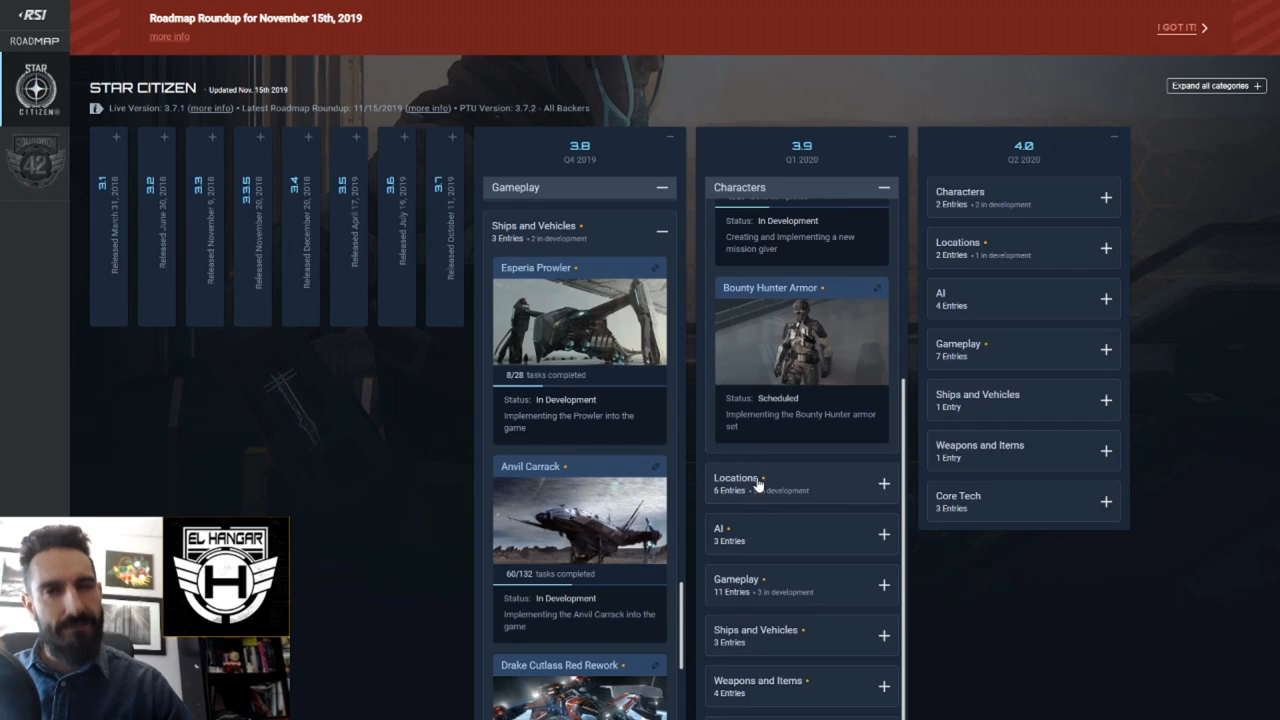 RSI
ROADMAP
STAR
CITIZEN
SQUADRON
42
Roadmap Roundup for November 15th, 2019
more info
I GOT IT!
STAR CITIZEN • Updated Nov. 15th 2019
Live Version: 3.7.1 (more info) • Latest Roadmap Roundup: 11/15/2019 (more info) • PTU Version: 3.7.2 - All Backers
Expand all categories +
3.1
Released March 31, 2018
3.2
Released June 30, 2018
3.3
Released November 9, 2018
3.3.5
Released November 20, 2018
3.4
Released December 20, 2018
3.5
Released April 17, 2019
3.6
Released July 19, 2019
3.7
Released October 11, 2019
3.8
Q4 2019
Gameplay
Ships and Vehicles •
3 Entries • 2 in development
Esperia Prowler •
8/28 tasks completed
Status: In Development
Implementing the Prowler into the
game
Anvil Carrack •
60/132 tasks completed
Status: In Development
Implementing the Anvil Carrack into the
game
Drake Cutlass Red Rework •
3.9
Q1 2020
Characters
Status: In Development
Creating and implementing a new
mission giver
Bounty Hunter Armor •
Status: Scheduled
Implementing the Bounty Hunter armor
set
Locations •
6 Entries • development
AI •
3 Entries
Gameplay •
11 Entries • 3 in development
Ships and Vehicles •
3 Entries
Weapons and Items •
4 Entries
4.0
Q2 2020
Characters
2 Entries • 2 in development
Locations •
2 Entries • 1 in development
AI
4 Entries
Gameplay •
7 Entries
Ships and Vehicles
1 Entry
Weapons and Items
1 Entry
Core Tech
3 Entries
EL HANGAR
H